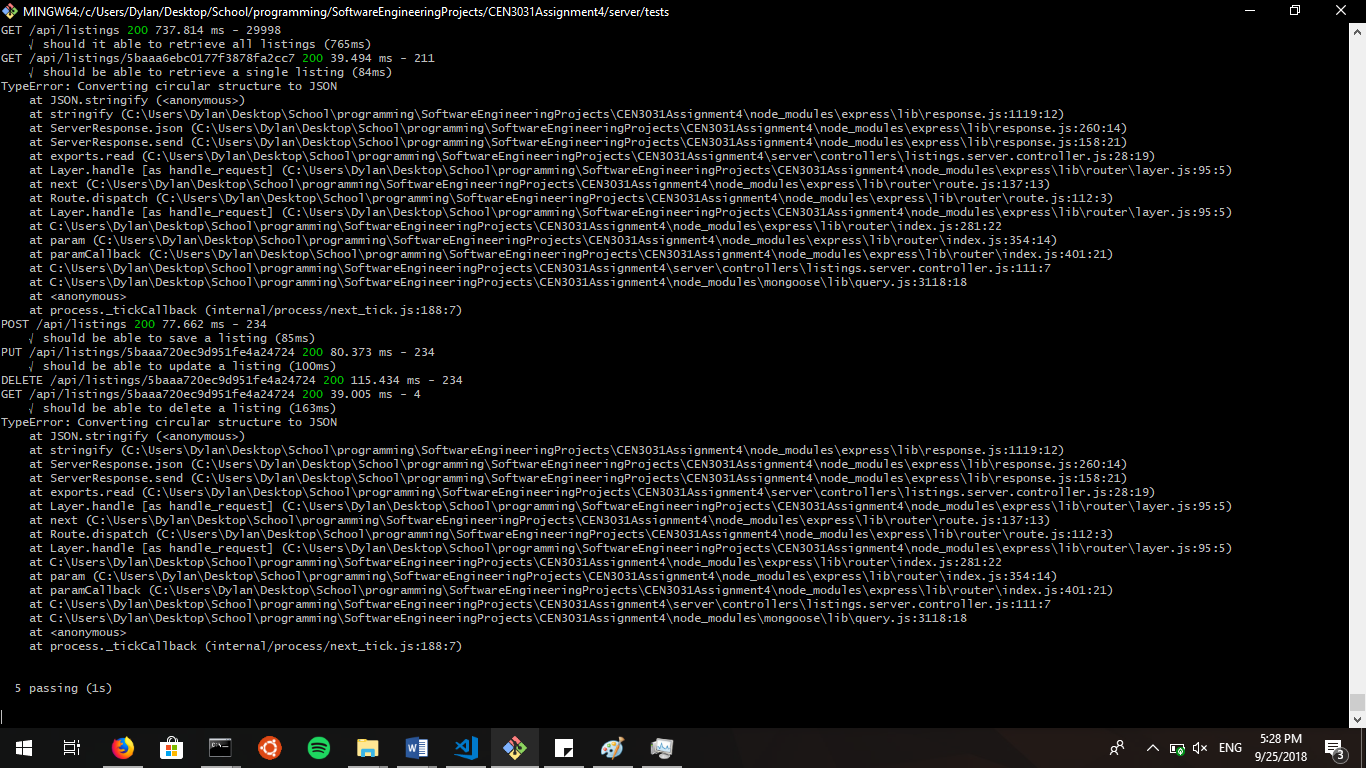 MINGW64:/c/Users/Dylan/Desktop/School/programming/SoftwareEngineeringProjects/CEN3031Assignment4/server/tests
GET /api/listings 200 737.814 ms - 29998
√ should it able to retrieve all listings (765ms)
GET /api/listings/5baaa6ebc0177f3878fa2cc7 200 39.494 ms - 211
√ should be able to retrieve a single listing (84ms)
TypeError: Converting circular structure to JSON
at JSON.stringify (<anonymous>)
at stringify (C:\Users\Dylan\Desktop\School\programming\SoftwareEngineeringProjects\CEN3031Assignment4\node_modules\express\lib\response.js:1119:12)
at ServerResponse.json (C:\Users\Dylan\Desktop\School\programming\SoftwareEngineeringProjects\CEN3031Assignment4\node_modules\express\lib\response.js:260:14)
at ServerResponse.send (C:\Users\Dylan\Desktop\School\programming\SoftwareEngineeringProjects\CEN3031Assignment4\node_modules\express\lib\response.js:158:21)
at exports.read (C:\Users\Dylan\Desktop\School\programming\SoftwareEngineeringProjects\CEN3031Assignment4\server\controllers\listings.server.controller.js:28:19)
at Layer.handle [as handle_request] (C:\Users\Dylan\Desktop\School\programming\SoftwareEngineeringProjects\CEN3031Assignment4\node_modules\express\lib\router\layer.js:95:5)
at next (C:\Users\Dylan\Desktop\School\programming\SoftwareEngineeringProjects\CEN3031Assignment4\node_modules\express\lib\router\route.js:137:13)
at Route.dispatch (C:\Users\Dylan\Desktop\School\programming\SoftwareEngineeringProjects\CEN3031Assignment4\node_modules\express\lib\router\route.js:112:3)
at Layer.handle [as handle_request] (C:\Users\Dylan\Desktop\School\programming\SoftwareEngineeringProjects\CEN3031Assignment4\node_modules\express\lib\router\layer.js:95:5)
at C:\Users\Dylan\Desktop\School\programming\SoftwareEngineeringProjects\CEN3031Assignment4\node_modules\express\lib\router\index.js:281:22
at param (C:\Users\Dylan\Desktop\School\programming\SoftwareEngineeringProjects\CEN3031Assignment4\node_modules\express\lib\router\index.js:354:14)
at paramCallback (C:\Users\Dylan\Desktop\School\programming\SoftwareEngineeringProjects\CEN3031Assignment4\node_modules\express\lib\router\index.js:401:21)
at C:\Users\Dylan\Desktop\School\programming\SoftwareEngineeringProjects\CEN3031Assignment4\server\controllers\listings.server.controller.js:111:7
at C:\Users\Dylan\Desktop\School\programming\SoftwareEngineeringProjects\CEN3031Assignment4\node_modules\mongoose\lib\query.js:3118:18
at <anonymous>
at process._tickCallback (internal/process/next_tick.js:188:7)
POST /api/listings 200 77.662 ms - 234
√ should be able to save a listing (85ms)
PUT /api/listings/5baaa720ec9d951fe4a24724 200 80.373 ms - 234
√ should be able to update a listing (100ms)
DELETE /api/listings/5baaa720ec9d951fe4a24724 200 115.434 ms - 234
GET /api/listings/5baaa720ec9d951fe4a24724 200 39.005 ms - 4
√ should be able to delete a listing (163ms)
TypeError: Converting circular structure to JSON
at JSON.stringify (<anonymous>)
at stringify (C:\Users\Dylan\Desktop\School\programming\SoftwareEngineeringProjects\CEN3031Assignment4\node_modules\express\lib\response.js:1119:12)
at ServerResponse.json (C:\Users\Dylan\Desktop\School\programming\SoftwareEngineeringProjects\CEN3031Assignment4\node_modules\express\lib\response.js:260:14)
at ServerResponse.send (C:\Users\Dylan\Desktop\School\programming\SoftwareEngineeringProjects\CEN3031Assignment4\node_modules\express\lib\response.js:158:21)
at exports.read (C:\Users\Dylan\Desktop\School\programming\SoftwareEngineeringProjects\CEN3031Assignment4\server\controllers\listings.server.controller.js:28:19)
at Layer.handle [as handle_request] (C:\Users\Dylan\Desktop\School\programming\SoftwareEngineeringProjects\CEN3031Assignment4\node_modules\express\lib\router\layer.js:95:5)
at next (C:\Users\Dylan\Desktop\School\programming\SoftwareEngineeringProjects\CEN3031Assignment4\node_modules\express\lib\router\route.js:137:13)
at Route.dispatch (C:\Users\Dylan\Desktop\School\programming\SoftwareEngineeringProjects\CEN3031Assignment4\node_modules\express\lib\router\route.js:112:3)
at Layer.handle [as handle_request] (C:\Users\Dylan\Desktop\School\programming\SoftwareEngineeringProjects\CEN3031Assignment4\node_modules\express\lib\router\layer.js:95:5)
at C:\Users\Dylan\Desktop\School\programming\SoftwareEngineeringProjects\CEN3031Assignment4\node_modules\express\lib\router\index.js:281:22
at param (C:\Users\Dylan\Desktop\School\programming\SoftwareEngineeringProjects\CEN3031Assignment4\node_modules\express\lib\router\index.js:354:14)
at paramCallback (C:\Users\Dylan\Desktop\School\programming\SoftwareEngineeringProjects\CEN3031Assignment4\node_modules\express\lib\router\index.js:401:21)
at C:\Users\Dylan\Desktop\School\programming\SoftwareEngineeringProjects\CEN3031Assignment4\server\controllers\listings.server.controller.js:111:7
at C:\Users\Dylan\Desktop\School\programming\SoftwareEngineeringProjects\CEN3031Assignment4\node_modules\mongoose\lib\query.js:3118:18
at <anonymous>
at process._tickCallback (internal/process/next_tick.js:188:7)
5 passing (1s)
ENG
5:28 PM
9/25/2018
3